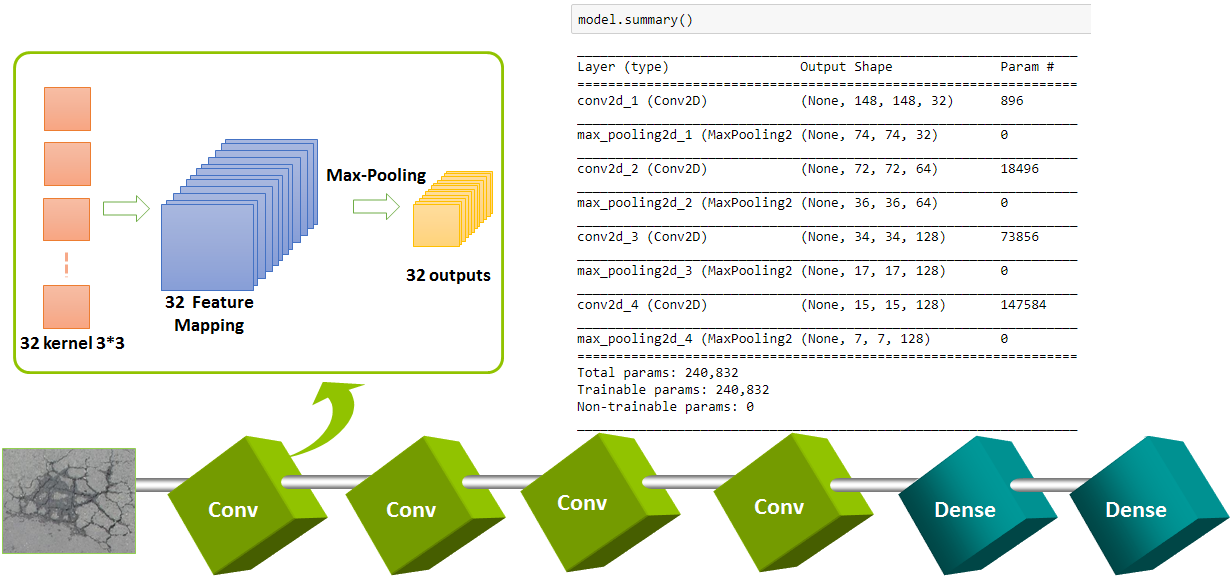 model.summary()
Layer (type) Output Shape Param #
conv2d_1 (Conv2D) (None, 148, 148, 32) 896
max_pooling2d_1 (MaxPooling2 (None, 74, 74, 32) 0
conv2d_2 (Conv2D) (None, 72, 72, 64) 18496
max_pooling2d_2 (MaxPooling2 (None, 36, 36, 64) 0
conv2d_3 (Conv2D) (None, 34, 34, 128) 73856
max_pooling2d_3 (MaxPooling2 (None, 17, 17, 128) 0
conv2d_4 (Conv2D) (None, 15, 15, 128) 147584
max_pooling2d_4 (MaxPooling2 (None, 7, 7, 128) 0
Total params: 240,832
Trainable params: 240,832
Non-trainable params: 0
Max-Pooling
32 outputs
32 Feature
Mapping
32 kernel 3*3
Conv
Conv
Conv
Conv
Dense
Dense